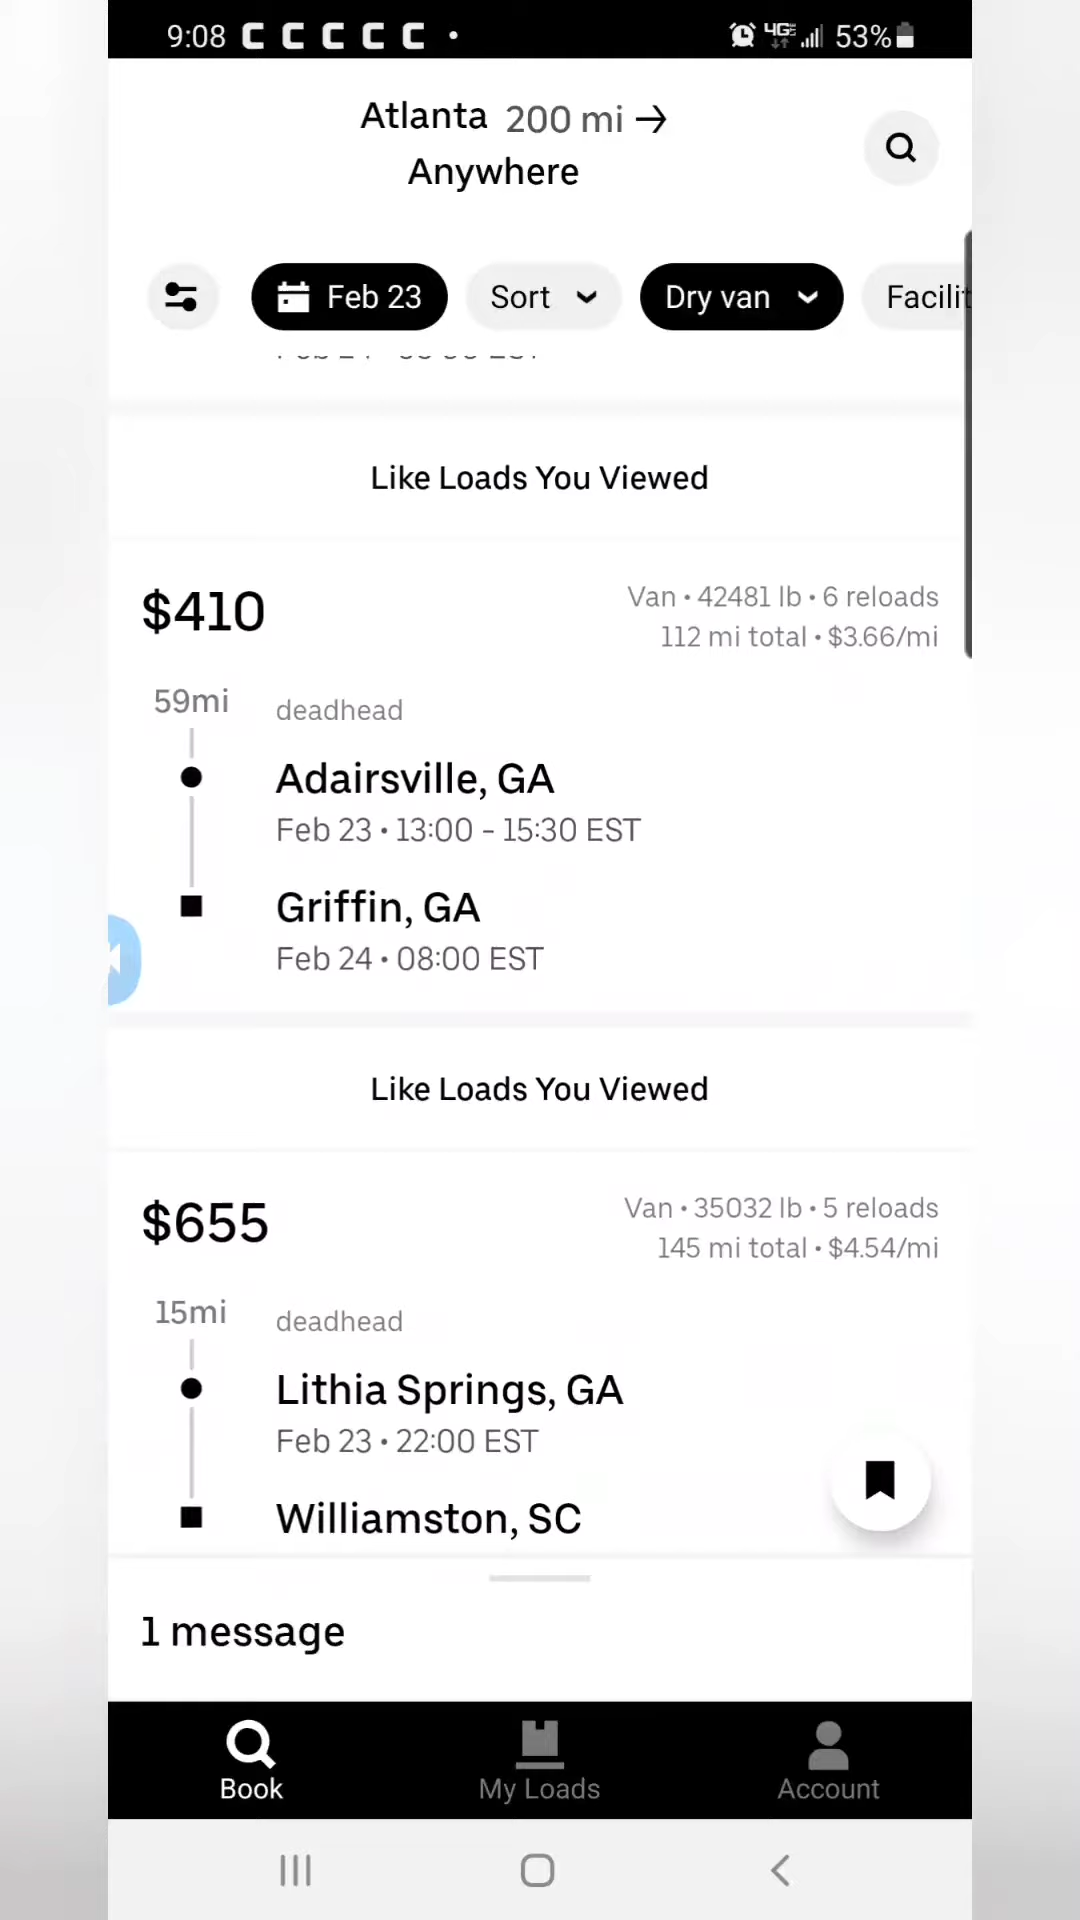 9:08 C C C C C • 4G 53%
Atlanta 200 mi →
Anywhere
Feb 23 Sort Dry van Facilit
Like Loads You Viewed
$410
Van • 42481 lb • 6 reloads
112 mi total • $3.66/mi
59mi deadhead
Adairsville, GA
Feb 23 • 13:00 - 15:30 EST
Griffin, GA
Feb 24 • 08:00 EST
Like Loads You Viewed
$655
Van • 35032 lb • 5 reloads
145 mi total • $4.54/mi
15mi deadhead
Lithia Springs, GA
Feb 23 • 22:00 EST
Williamston, SC
1 message
Book My Loads Account